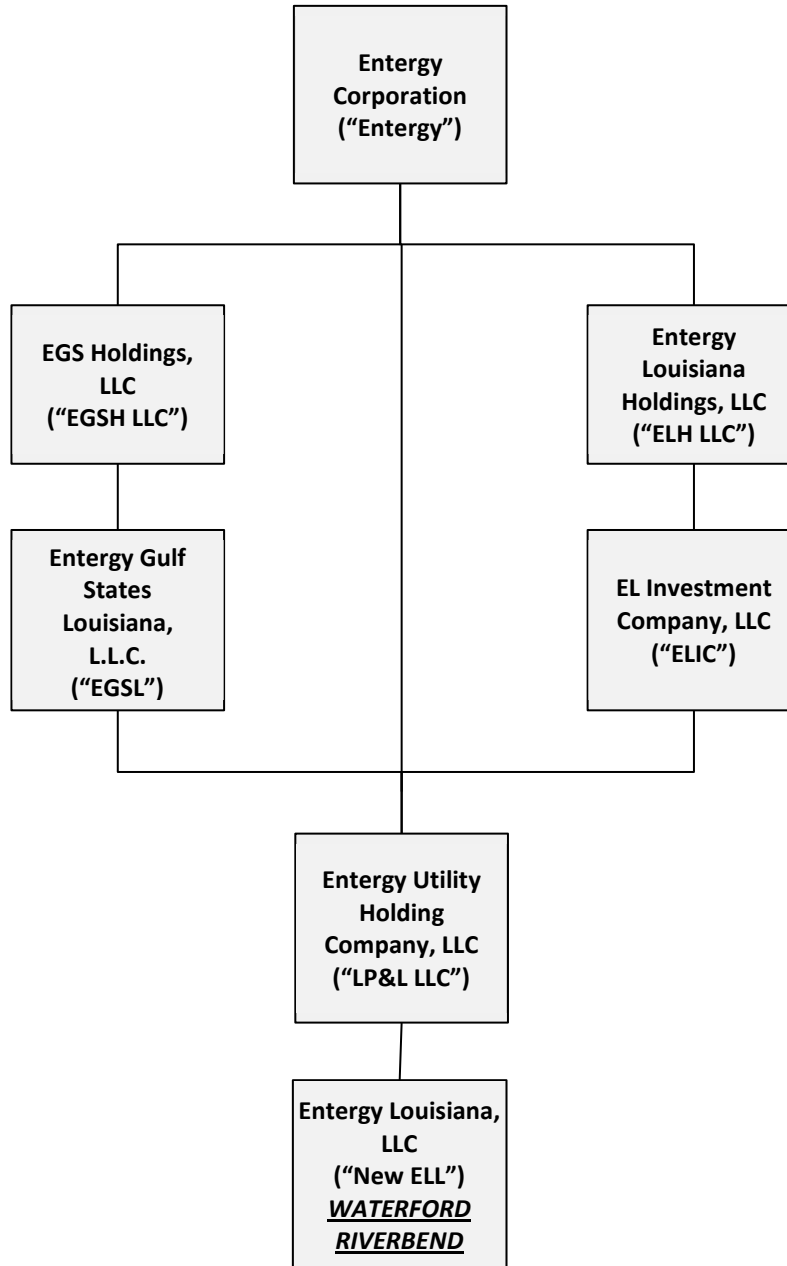 Entergy
Corporation
(“Entergy”)
EGS Holdings,
LLC
(“EGSH LLC”)
Entergy
Louisiana
Holdings, LLC
(“ELH LLC”)
Entergy Gulf
States
Louisiana,
L.L.C.
(“EGSL”)
EL Investment
Company, LLC
(“ELIC”)
Entergy Utility
Holding
Company, LLC
(“LP&L LLC”)
Entergy Louisiana,
LLC
(“New ELL”)
WATERFORD
RIVERBEND